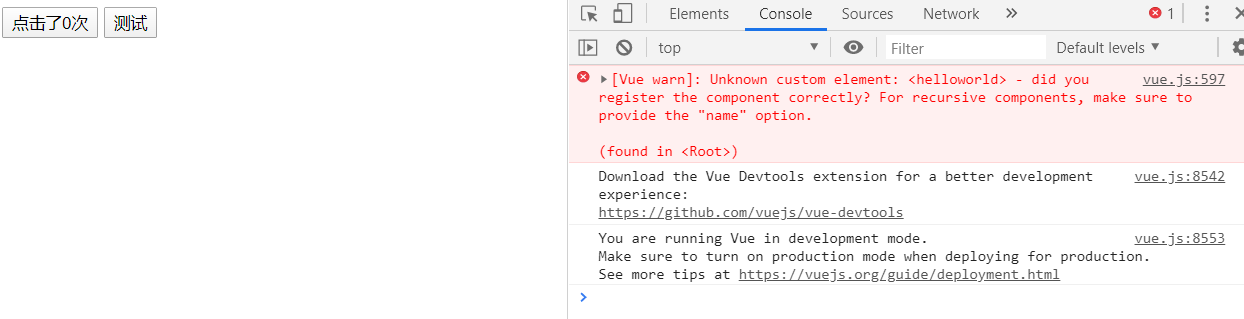 点击了0次 测试
Elements Console Sources Network » 1
top ▼ Filter Default levels ▼
▶[Vue warn]: Unknown custom element: <helloworld> - did you vue.js:597
register the component correctly? For recursive components, make sure to
provide the "name" option.
(found in <Root>)
Download the Vue Devtools extension for a better development vue.js:8542
experience:
https://github.com/vuejs/vue-devtools
You are running Vue in development mode. vue.js:8553
Make sure to turn on production mode when deploying for production.
See more tips at https://vuejs.org/guide/deployment.html